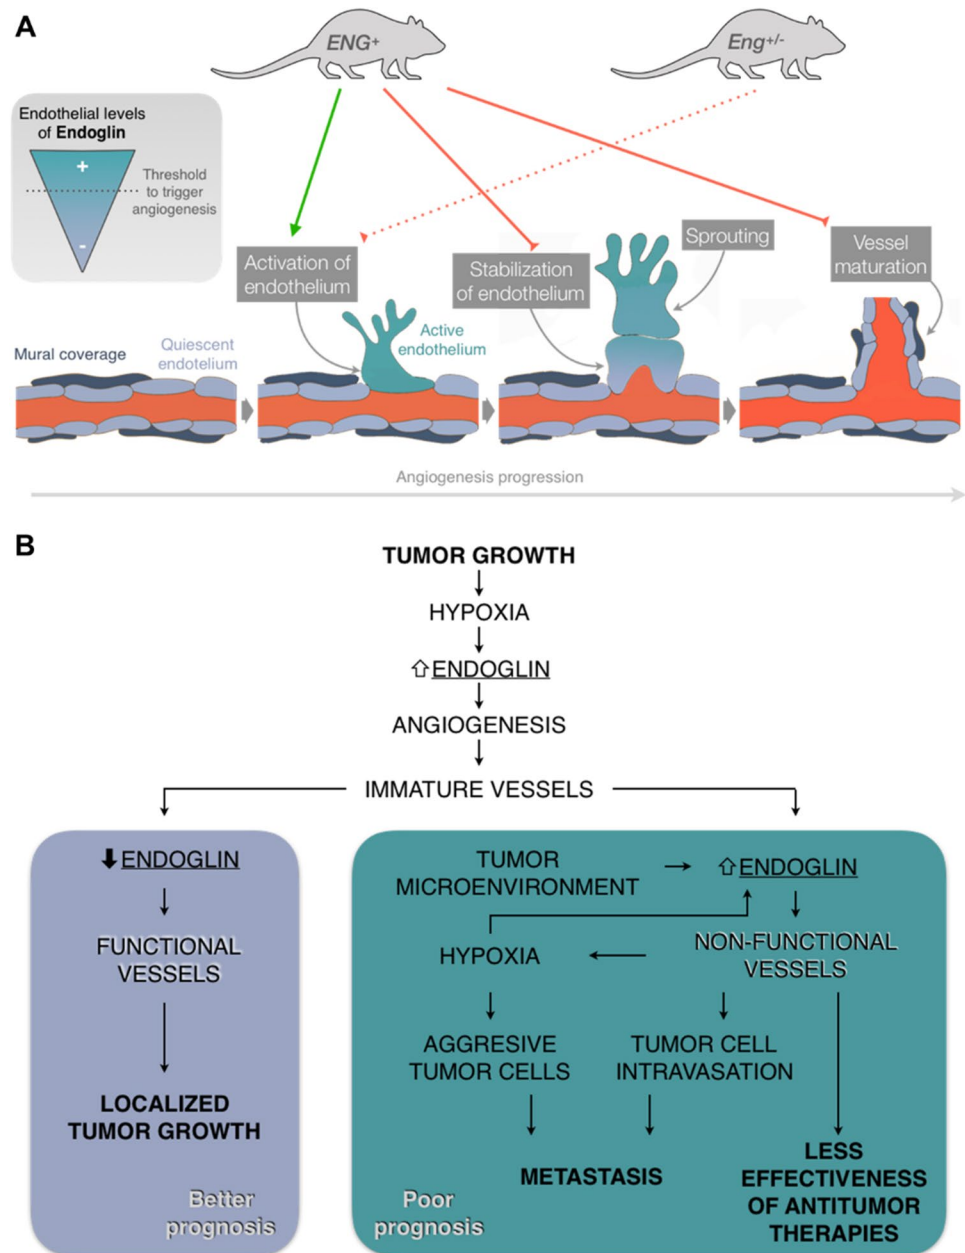 A
ENG+
Eng+/-
Endothelial levels
of Endoglin
+
-
Threshold
to trigger
angiogenesis
Activation of
endothelium
Stabilization
of endothelium
Sprouting
Vessel
maturation
Mural coverage
Quiescent
endotelium
Active
endothelium
Angiogenesis progression
B
TUMOR GROWTH
HYPOXIA
⇧ENDOGLIN
ANGIOGENESIS
IMMATURE VESSELS
⬇ENDOGLIN
FUNCTIONAL
VESSELS
LOCALIZED
TUMOR GROWTH
Better
prognosis
TUMOR
MICROENVIRONMENT
⇧ENDOGLIN
HYPOXIA
NON-FUNCTIONAL
VESSELS
AGGRESIVE
TUMOR CELLS
TUMOR CELL
INTRAVASATION
METASTASIS
LESS
EFFECTIVENESS
OF ANTITUMOR
THERAPIES
Poor
prognosis